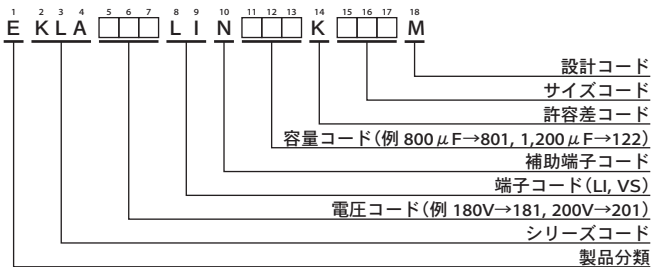 1 2 3 4 5 6 7 8 9 10 11 12 13 14 15 16 17 18
E K L A □□□ L I N □□□ K □□□ M
設計コード
サイズコード
許容差コード
容量コード(例 800μF→801, 1,200μF→122)
補助端子コード
端子コード(LI, VS)
電圧コード(例 180V→181, 200V→201)
シリーズコード
製品分類